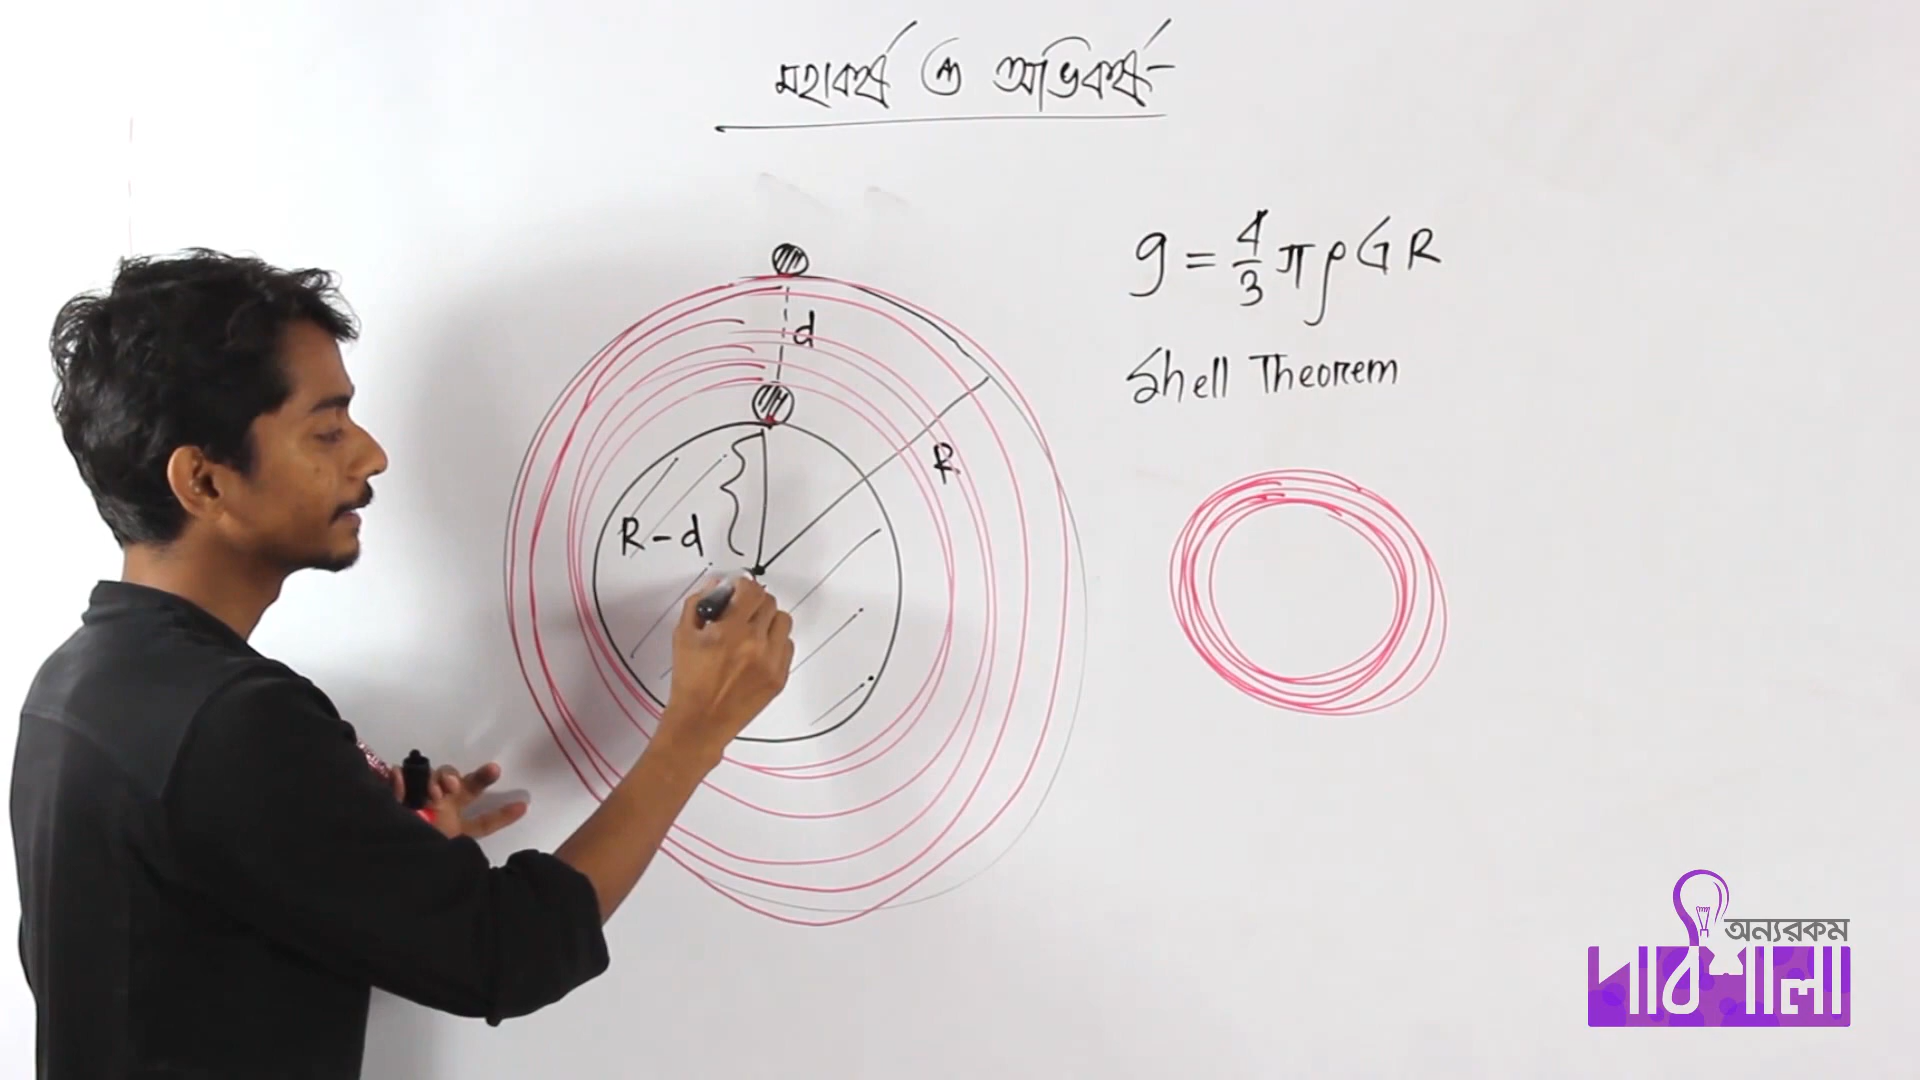 মহাকর্ষ ও অভিকর্ষ
d
R
R - d
g = 4/3 π ρ G R
Shell Theorem
অন্যরকম
পাঠশালা